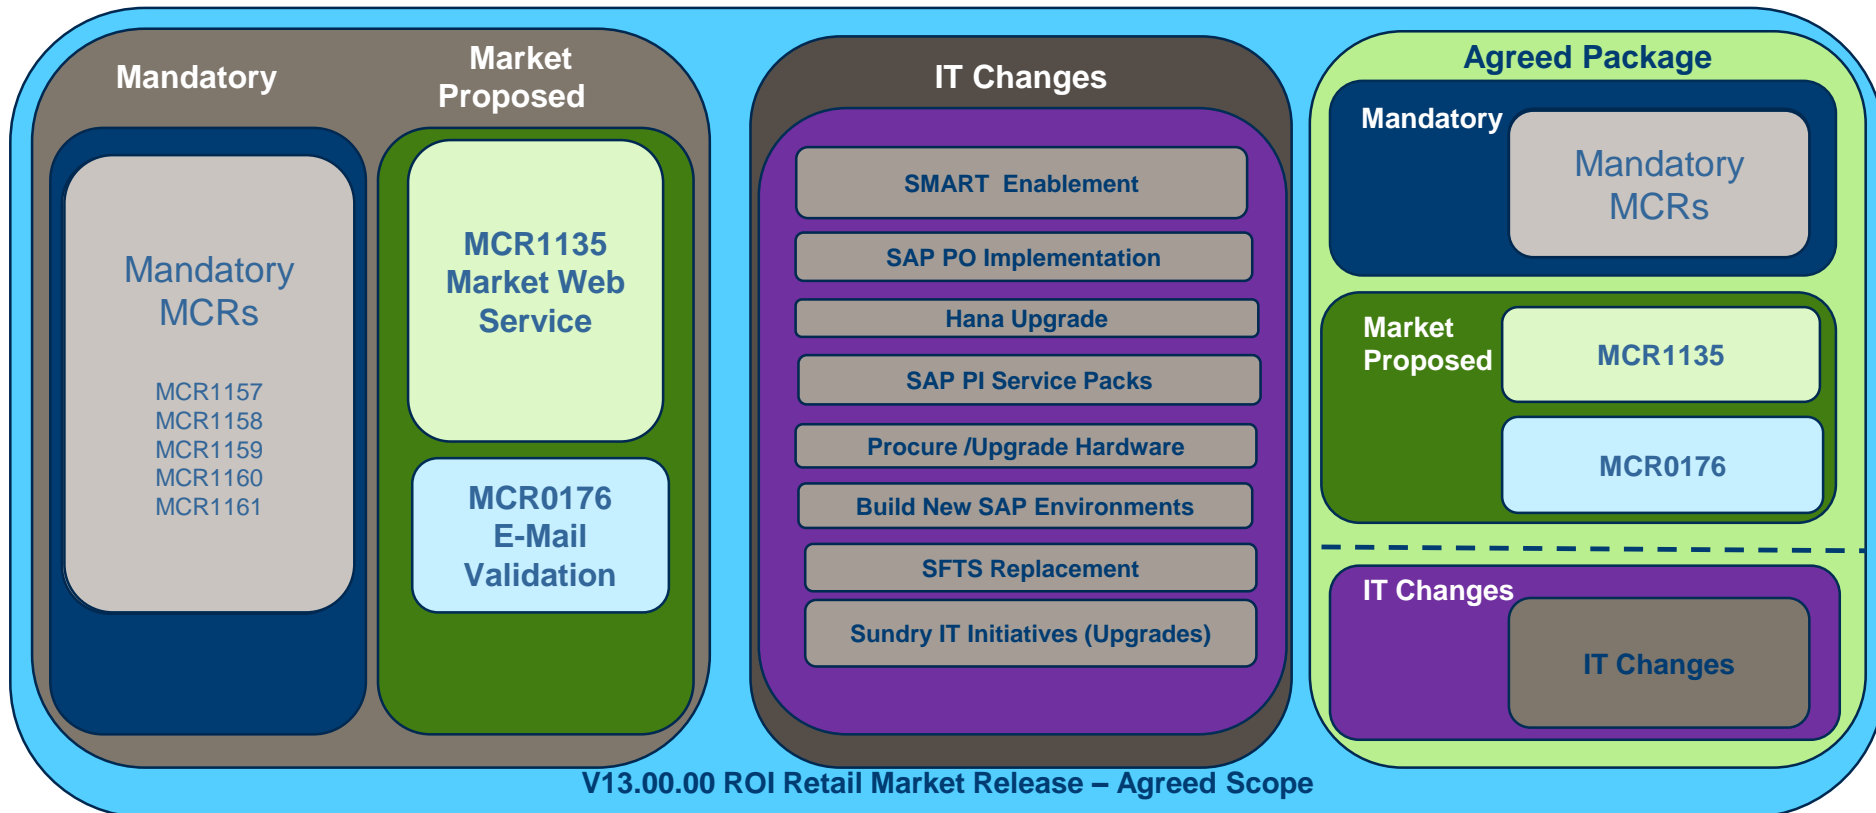 Mandatory
Market
Proposed
Mandatory
MCRs
MCR1157
MCR1158
MCR1159
MCR1160
MCR1161
MCR1135
Market Web
Service
MCR0176
E-Mail
Validation
IT Changes
SMART  Enablement
SAP PO Implementation
Hana Upgrade
SAP PI Service Packs
Procure /Upgrade Hardware
Build New SAP Environments
SFTS Replacement
Sundry IT Initiatives (Upgrades)
Agreed Package
Mandatory
Mandatory
MCRs
Market
Proposed
MCR1135
MCR0176
IT Changes
IT Changes
V13.00.00 ROI Retail Market Release – Agreed Scope